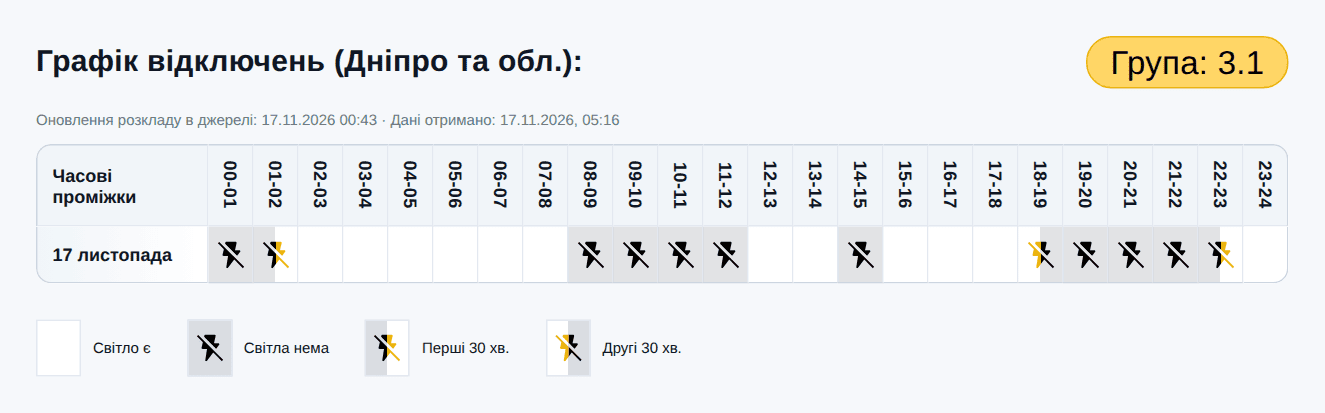 Графік відключень (Дніпро та обл.):
Група: 3.1
Оновлення розкладу в джерелі: 17.11.2026 00:43 · Дані отримано: 17.11.2026, 05:16
Часові
проміжки
00-01
01-02
02-03
03-04
04-05
05-06
06-07
07-08
08-09
09-10
10-11
11-12
12-13
13-14
14-15
15-16
16-17
17-18
18-19
19-20
20-21
21-22
22-23
23-24
17 листопада
Світло є
Світла нема
Перші 30 хв.
Другі 30 хв.